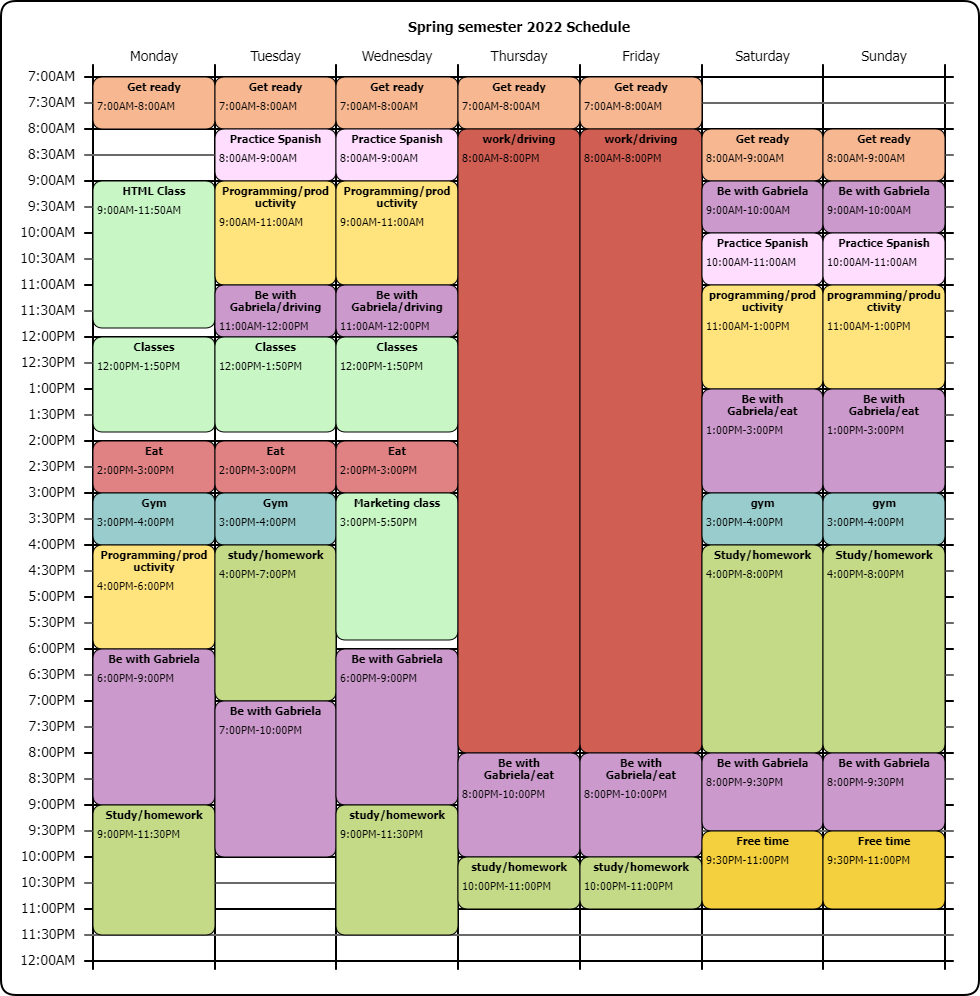 Spring semester 2022 Schedule
Monday Tuesday Wednesday Thursday Friday Saturday Sunday
7:00AM
7:30AM
8:00AM
8:30AM
9:00AM
9:30AM
10:00AM
10:30AM
11:00AM
11:30AM
12:00PM
12:30PM
1:00PM
1:30PM
2:00PM
2:30PM
3:00PM
3:30PM
4:00PM
4:30PM
5:00PM
5:30PM
6:00PM
6:30PM
7:00PM
7:30PM
8:00PM
8:30PM
9:00PM
9:30PM
10:00PM
10:30PM
11:00PM
11:30PM
12:00AM
Get ready
7:00AM-8:00AM
HTML Class
9:00AM-11:50AM
Classes
12:00PM-1:50PM
Eat
2:00PM-3:00PM
Gym
3:00PM-4:00PM
Programming/prod
uctivity
4:00PM-6:00PM
Be with Gabriela
6:00PM-9:00PM
Study/homework
9:00PM-11:30PM
Get ready
7:00AM-8:00AM
Practice Spanish
8:00AM-9:00AM
Programming/prod
uctivity
9:00AM-11:00AM
Be with
Gabriela/driving
11:00AM-12:00PM
Classes
12:00PM-1:50PM
Eat
2:00PM-3:00PM
Gym
3:00PM-4:00PM
study/homework
4:00PM-7:00PM
Be with Gabriela
7:00PM-10:00PM
Get ready
7:00AM-8:00AM
Practice Spanish
8:00AM-9:00AM
Programming/prod
uctivity
9:00AM-11:00AM
Be with
Gabriela/driving
11:00AM-12:00PM
Classes
12:00PM-1:50PM
Eat
2:00PM-3:00PM
Marketing class
3:00PM-5:50PM
Be with Gabriela
6:00PM-9:00PM
study/homework
9:00PM-11:30PM
Get ready
7:00AM-8:00AM
work/driving
8:00AM-8:00PM
Be with
Gabriela/eat
8:00PM-10:00PM
study/homework
10:00PM-11:00PM
Get ready
7:00AM-8:00AM
work/driving
8:00AM-8:00PM
Be with
Gabriela/eat
8:00PM-10:00PM
study/homework
10:00PM-11:00PM
Get ready
8:00AM-9:00AM
Be with Gabriela
9:00AM-10:00AM
Practice Spanish
10:00AM-11:00AM
programming/prod
uctivity
11:00AM-1:00PM
Be with
Gabriela/eat
1:00PM-3:00PM
gym
3:00PM-4:00PM
Study/homework
4:00PM-8:00PM
Be with Gabriela
8:00PM-9:30PM
Free time
9:30PM-11:00PM
Get ready
8:00AM-9:00AM
Be with Gabriela
9:00AM-10:00AM
Practice Spanish
10:00AM-11:00AM
programming/produ
ctivity
11:00AM-1:00PM
Be with
Gabriela/eat
1:00PM-3:00PM
gym
3:00PM-4:00PM
Study/homework
4:00PM-8:00PM
Be with Gabriela
8:00PM-9:30PM
Free time
9:30PM-11:00PM